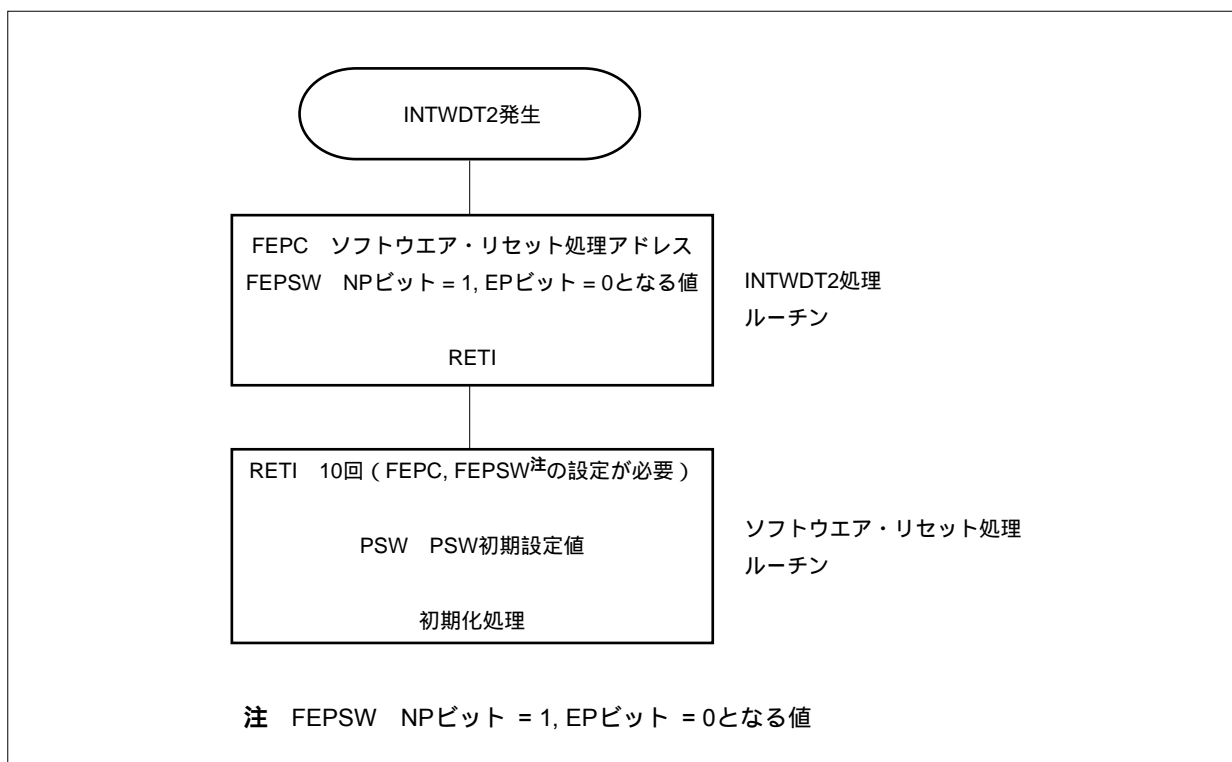 INTWDT2発生
FEPC　ソフトウエア・リセット処理アドレス
FEPSW　NPビット = 1, EPビット = 0となる値
RETI
INTWDT2処理
ルーチン
RETI　10回（FEPC, FEPSW注の設定が必要）
PSW　PSW初期設定値
初期化処理
ソフトウエア・リセット処理
ルーチン
注　FEPSW　NPビット = 1, EPビット = 0となる値